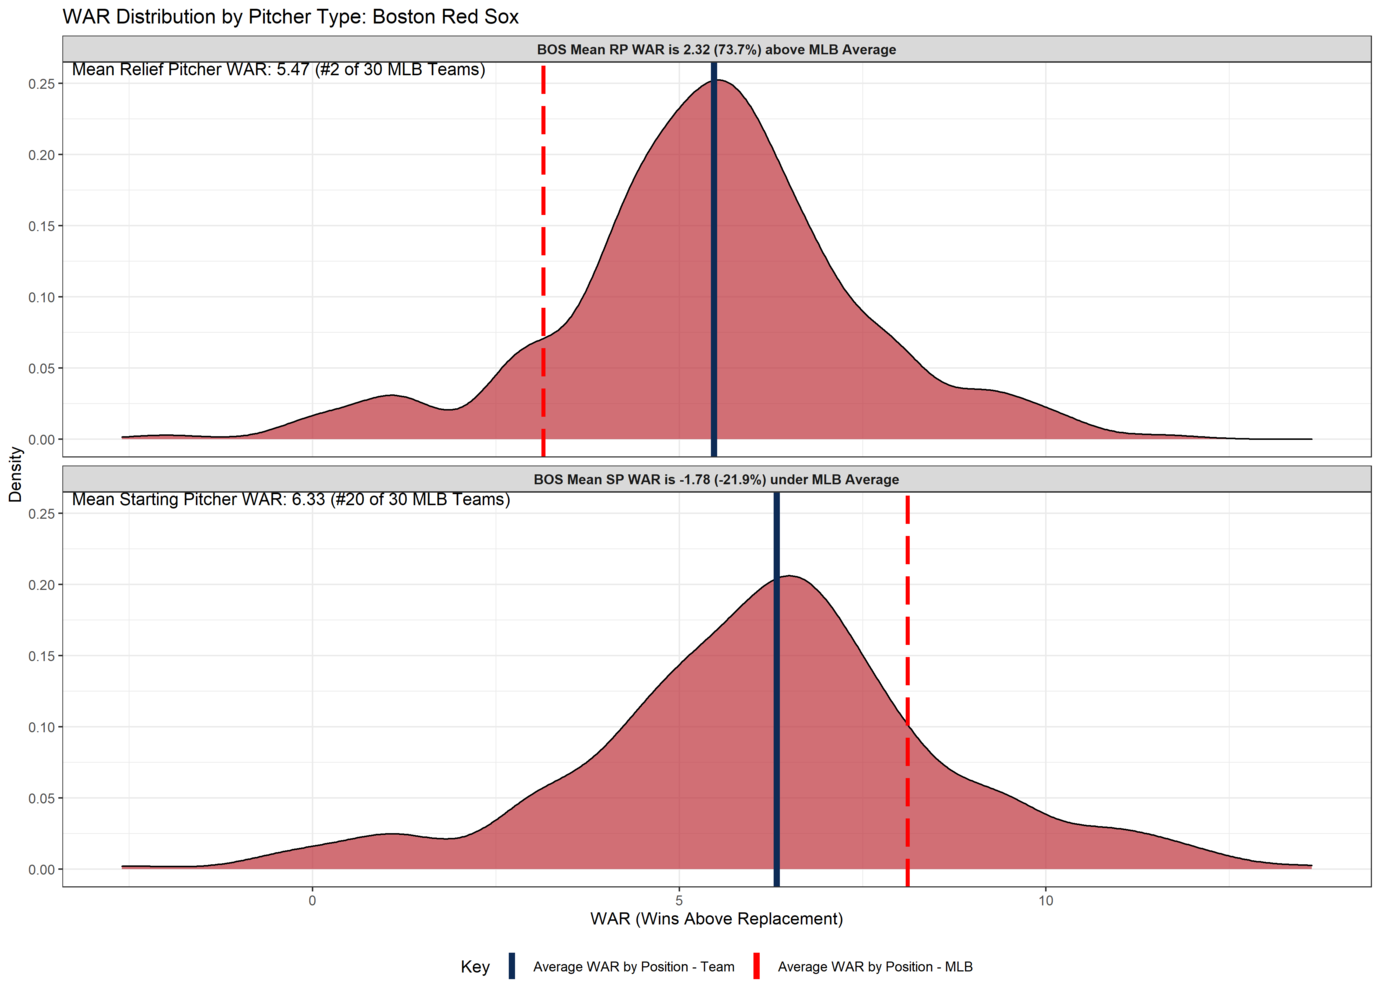 WAR Distribution by Pitcher Type: Boston Red Sox
BOS Mean RP WAR is 2.32 (73.7%) above MLB Average
Mean Relief Pitcher WAR: 5.47 (#2 of 30 MLB Teams)
0.25
0.20
0.15
0.10
0.05
0.00
Density
BOS Mean SP WAR is -1.78 (-21.9%) under MLB Average
Mean Starting Pitcher WAR: 6.33 (#20 of 30 MLB Teams)
0.25
0.20
0.15
0.10
0.05
0.00
0 5 10
WAR (Wins Above Replacement)
Key Average WAR by Position - Team Average WAR by Position - MLB